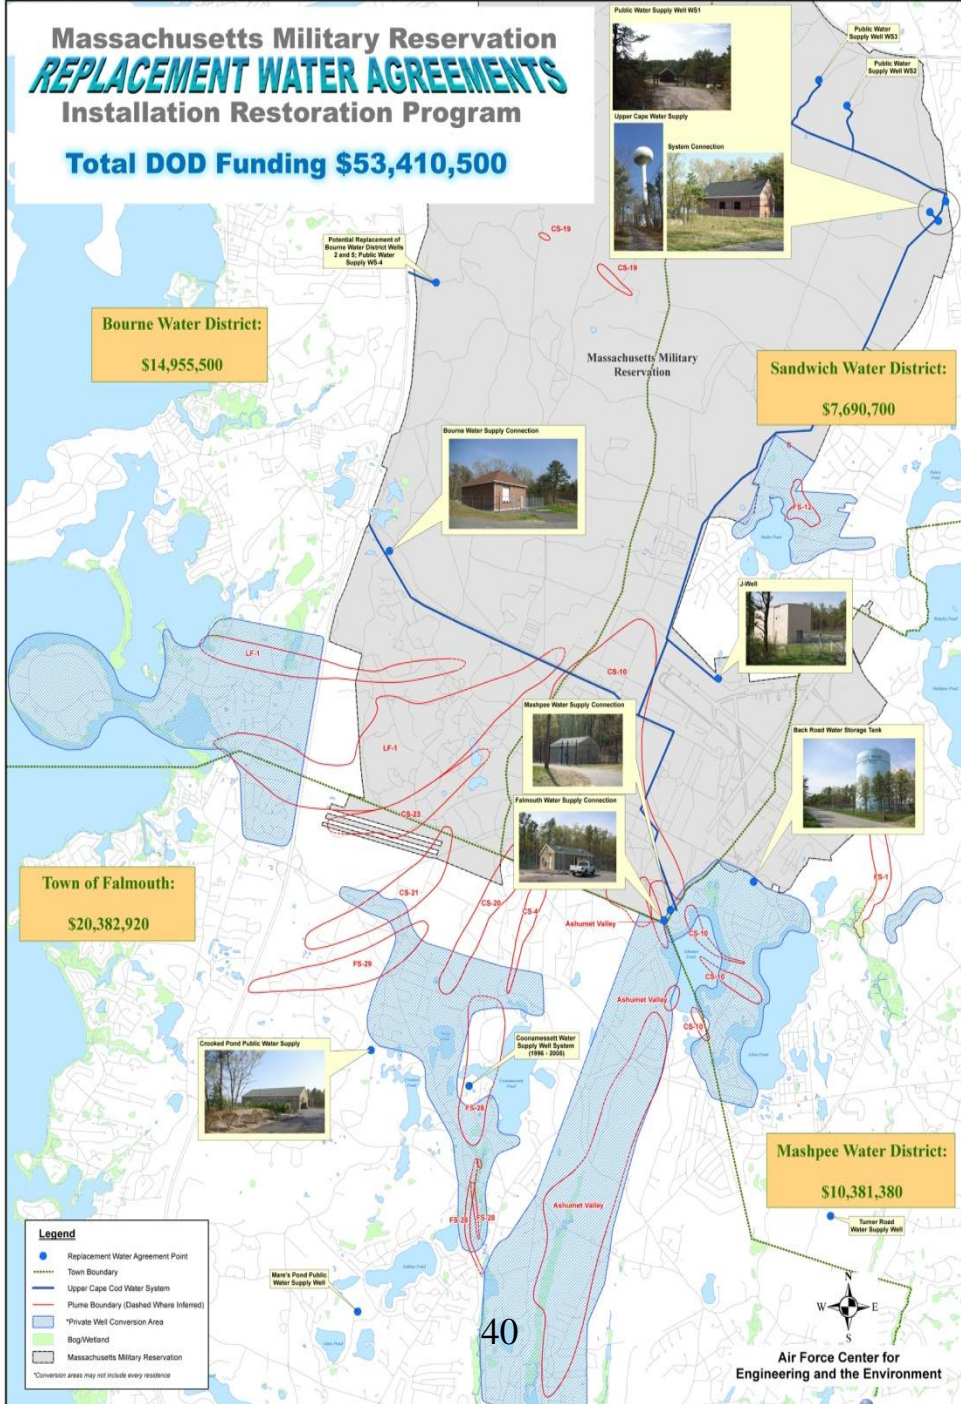 Massachusetts Military Reservation
REPLACEMENT WATER AGREEMENTS
Installation Restoration Program
Total DOD Funding $53,410,500
Public Water Supply Well WS1
Upper Cape Water Supply
System Connection
Public Water
Supply Well WS3
Public Water
Supply Well WS2
CS-19
CS-19
Potential Replacement of
Bourne Water District Wells
2 and 5; Public Water
Supply WS-4
Bourne Water District:
$14,955,500
Massachusetts Military
Reservation
Sandwich Water District:
$7,690,700
Bourne Water Supply Connection
FS-12
J-Well
LF-1
CS-10
Mashpee Water Supply Connection
LF-1
Back Road Water Storage Tank
Falmouth Water Supply Connection
CS-23
Town of Falmouth:
$20,382,920
CS-21
CS-20
CS-4
FS-1
Ashumet Valley
CS-10
FS-29
CS-10
Ashumet Valley
CS-10
Crooked Pond Public Water Supply
Coonamessett Water
Supply Well System
(1996 - 2005)
FS-28
Mashpee Water District:
$10,381,380
Ashumet Valley
FS-28
FS-28
Turner Road
Water Supply Well
Mare's Pond Public
Water Supply Well
40
Legend
Replacement Water Agreement Point
Town Boundary
Upper Cape Cod Water System
Plume Boundary (Dashed Where Inferred)
*Private Well Conversion Area
Bog/Wetland
Massachusetts Military Reservation
*Conversion areas may not include every residence
N
W E
S
Air Force Center for
Engineering and the Environment